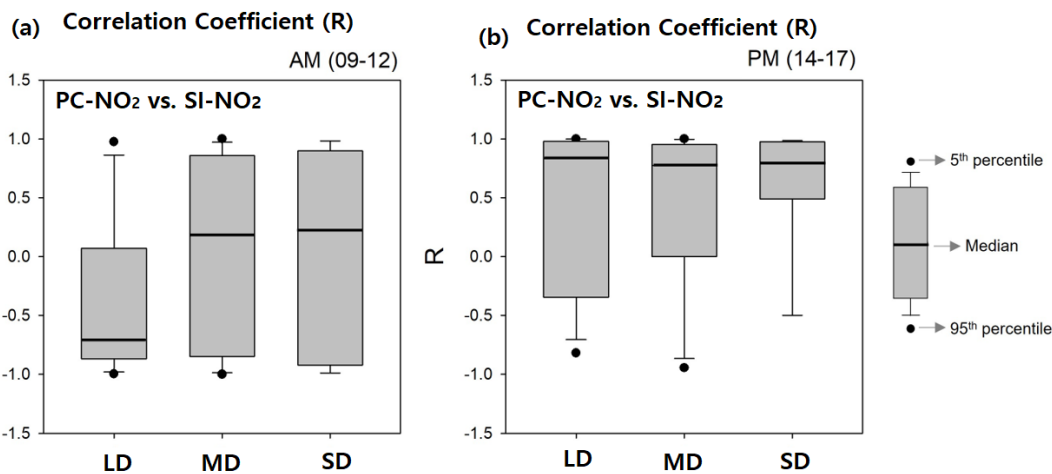 (a) Correlation Coefficient (R)
AM (09-12)
PC-NO₂ vs. SI-NO₂
1.5
1.0
0.5
0.0
-0.5
-1.0
-1.5
LD MD SD
(b) Correlation Coefficient (R)
PM (14-17)
PC-NO₂ vs. SI-NO₂
R
1.5
1.0
0.5
0.0
-0.5
-1.0
-1.5
LD MD SD
5th percentile
Median
95th percentile